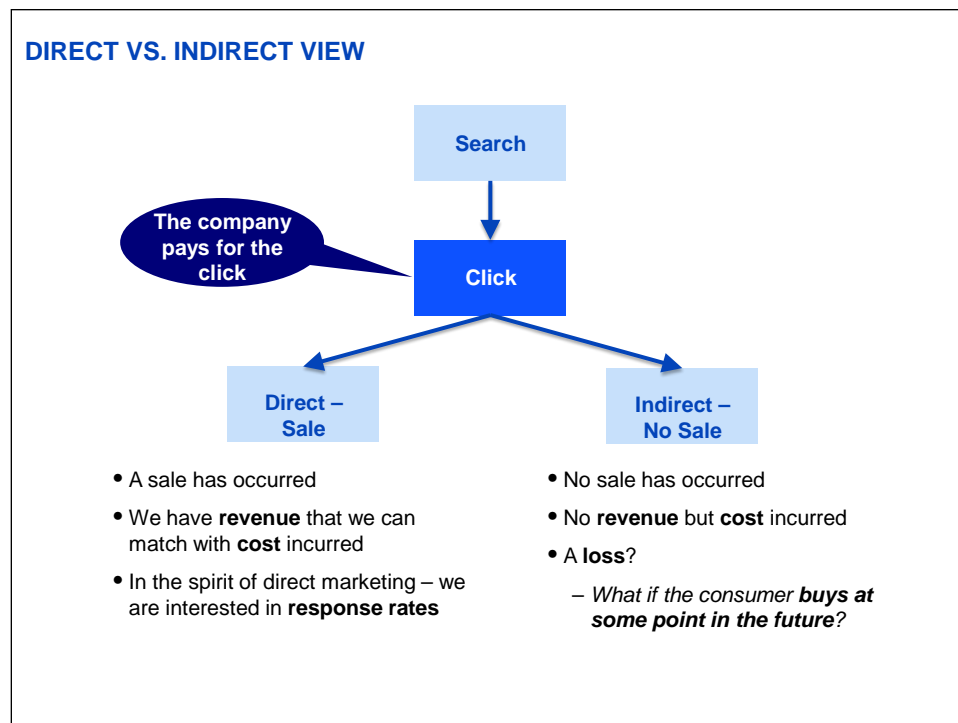 DIRECT VS. INDIRECT VIEW
Search
The company
pays for the
click
Click
Direct –
Sale
• A sale has occurred
• We have revenue that we can
match with cost incurred
• In the spirit of direct marketing – we
are interested in response rates
Indirect –
No Sale
• No sale has occurred
• No revenue but cost incurred
• A loss?
– What if the consumer buys at
some point in the future?